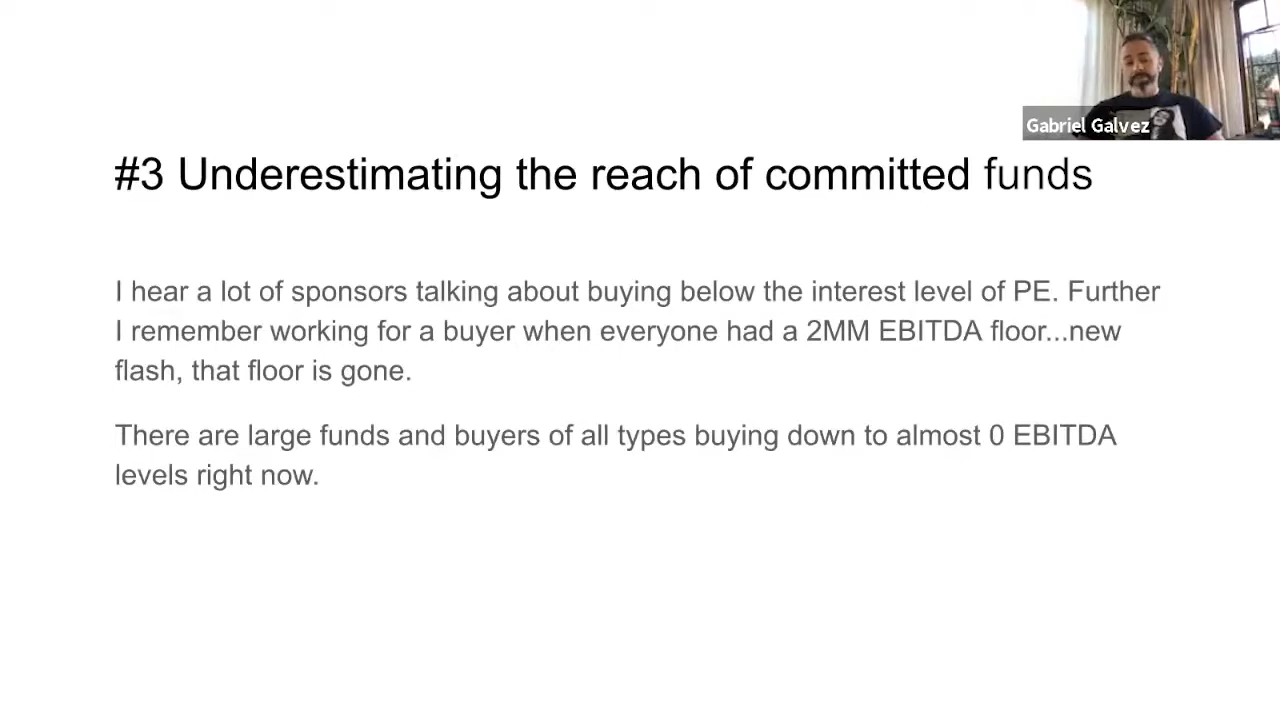 Gabriel Galvez
#3 Underestimating the reach of committed funds
I hear a lot of sponsors talking about buying below the interest level of PE. Further
I remember working for a buyer when everyone had a 2MM EBITDA floor...new
flash, that floor is gone.
There are large funds and buyers of all types buying down to almost 0 EBITDA
levels right now.